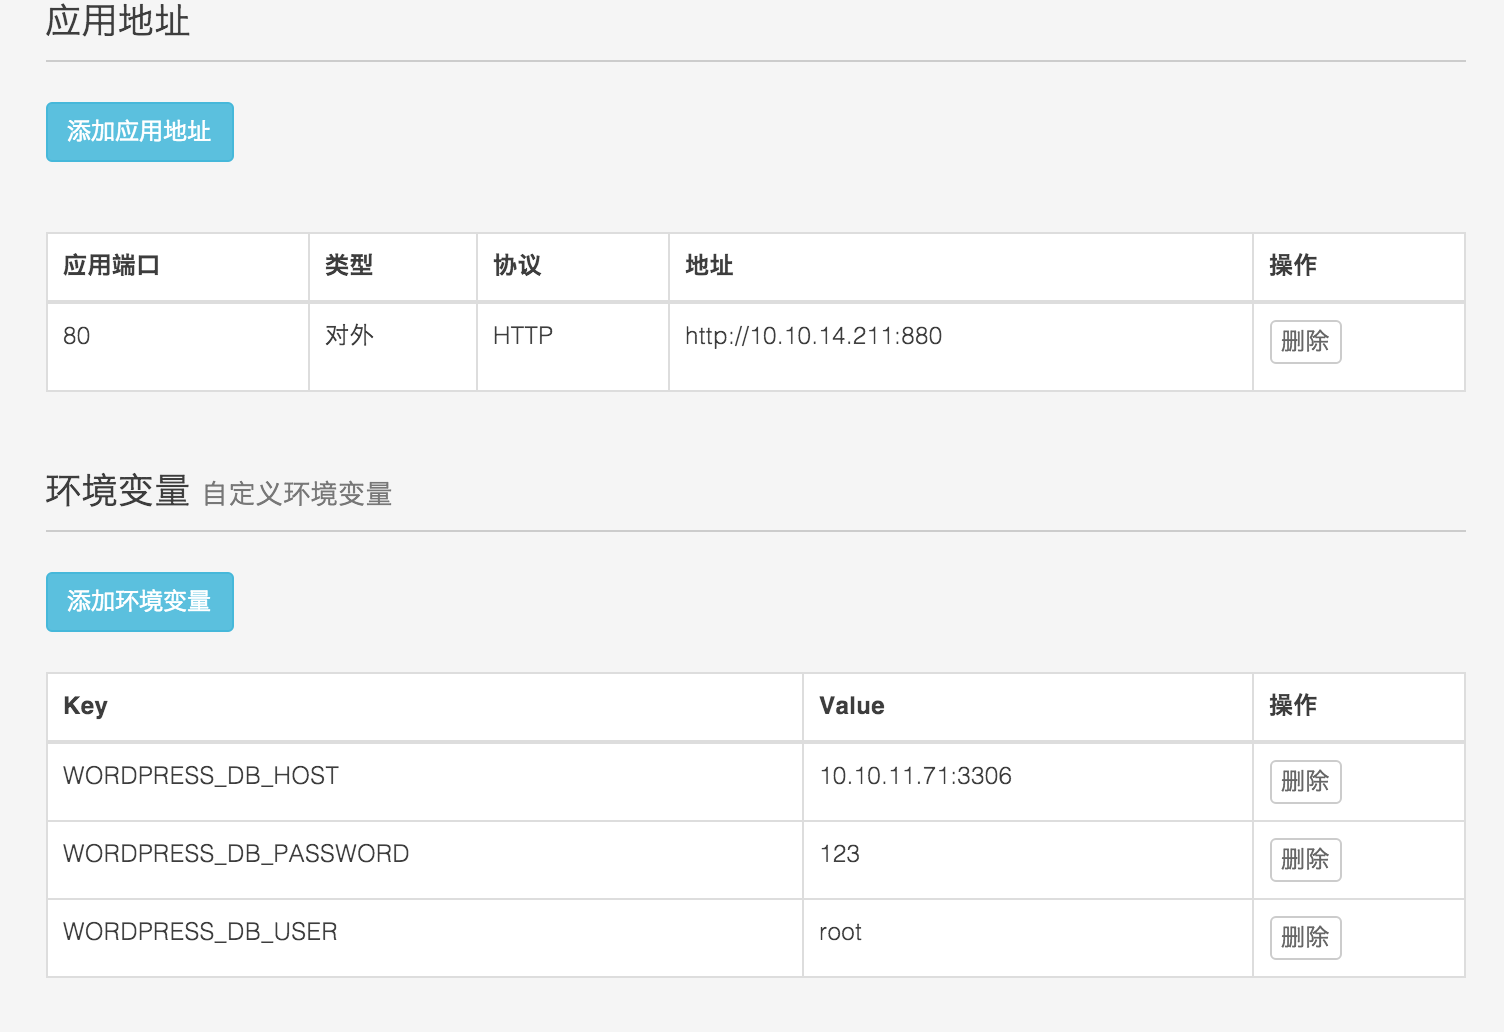 应用地址
添加应用地址
应用端口 类型 协议 地址 操作
80 对外 HTTP http://10.10.14.211:880 删除
环境变量 自定义环境变量
添加环境变量
Key Value 操作
WORDPRESS_DB_HOST 10.10.11.71:3306 删除
WORDPRESS_DB_PASSWORD 123 删除
WORDPRESS_DB_USER root 删除